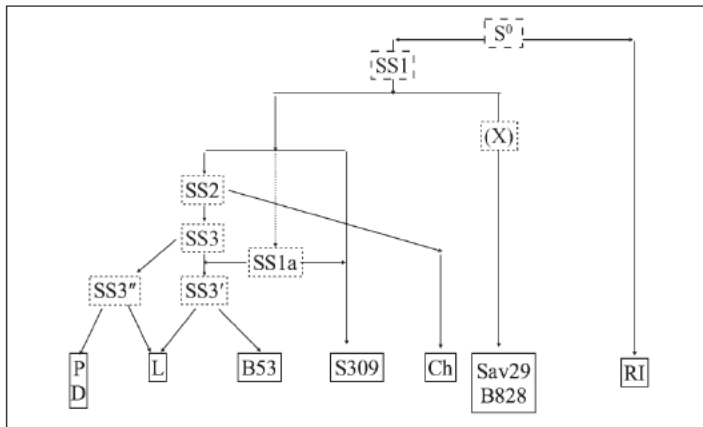 S⁰
SS1
(X)
SS2
SS3
SS1a
SS3″
SS3′
P
D
L
B53
S309
Ch
Sav29
B828
RI